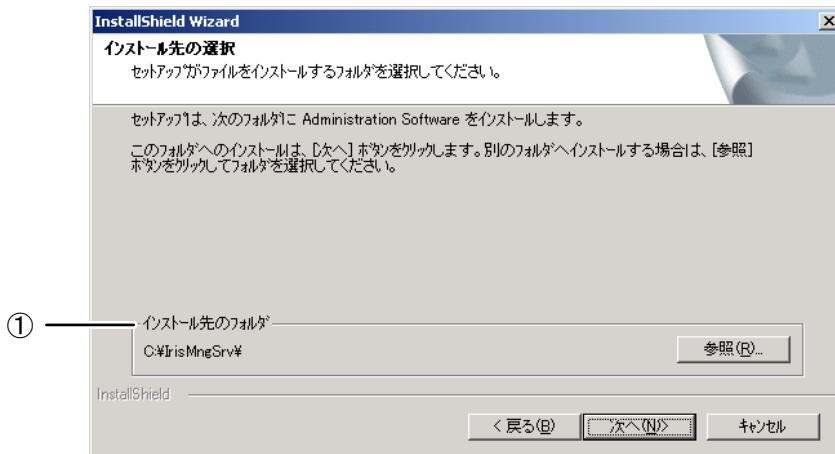 InstallShield Wizard
インストール先の選択
セットアップがファイルをインストールするフォルダを選択してください。
セットアップは、次のフォルダに Administration Software をインストールします。
このフォルダへのインストールは、[次へ] ボタンをクリックします。別のフォルダへインストールする場合は、[参照]
ボタンをクリックしてフォルダを選択してください。
① インストール先のフォルダ
C:¥IrisMngSrv¥ 参照(R)...
InstallShield
< 戻る(B) 次へ(N)> キャンセル